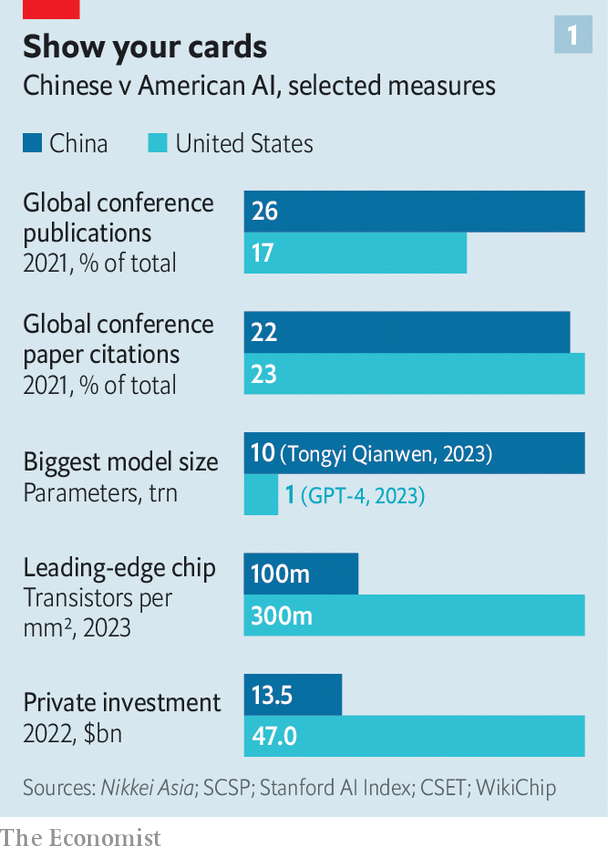 1
Show your cards
Chinese v American AI, selected measures
China United States
Global conference
publications
2021, % of total
26
17
Global conference
paper citations
2021, % of total
22
23
Biggest model size
Parameters, trn
10 (Tongyi Qianwen, 2023)
1 (GPT-4, 2023)
Leading-edge chip
Transistors per
mm², 2023
100m
300m
Private investment
2022, $bn
13.5
47.0
Sources: Nikkei Asia; SCSP; Stanford AI Index; CSET; WikiChip
The Economist